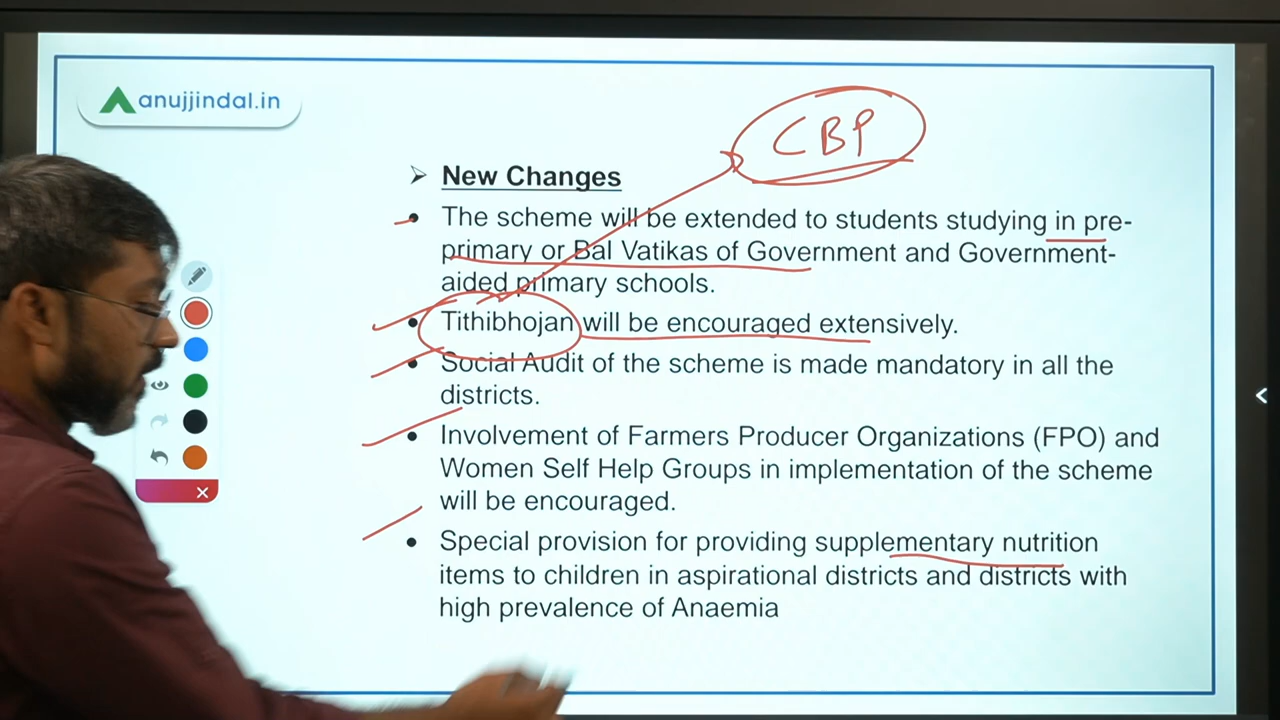 anujjindal.in
CBP
New Changes
The scheme will be extended to students studying in pre-
primary or Bal Vatikas of Government and Government-
aided primary schools.
Tithibhojan will be encouraged extensively.
Social Audit of the scheme is made mandatory in all the
districts.
Involvement of Farmers Producer Organizations (FPO) and
Women Self Help Groups in implementation of the scheme
will be encouraged.
Special provision for providing supplementary nutrition
items to children in aspirational districts and districts with
high prevalence of Anaemia